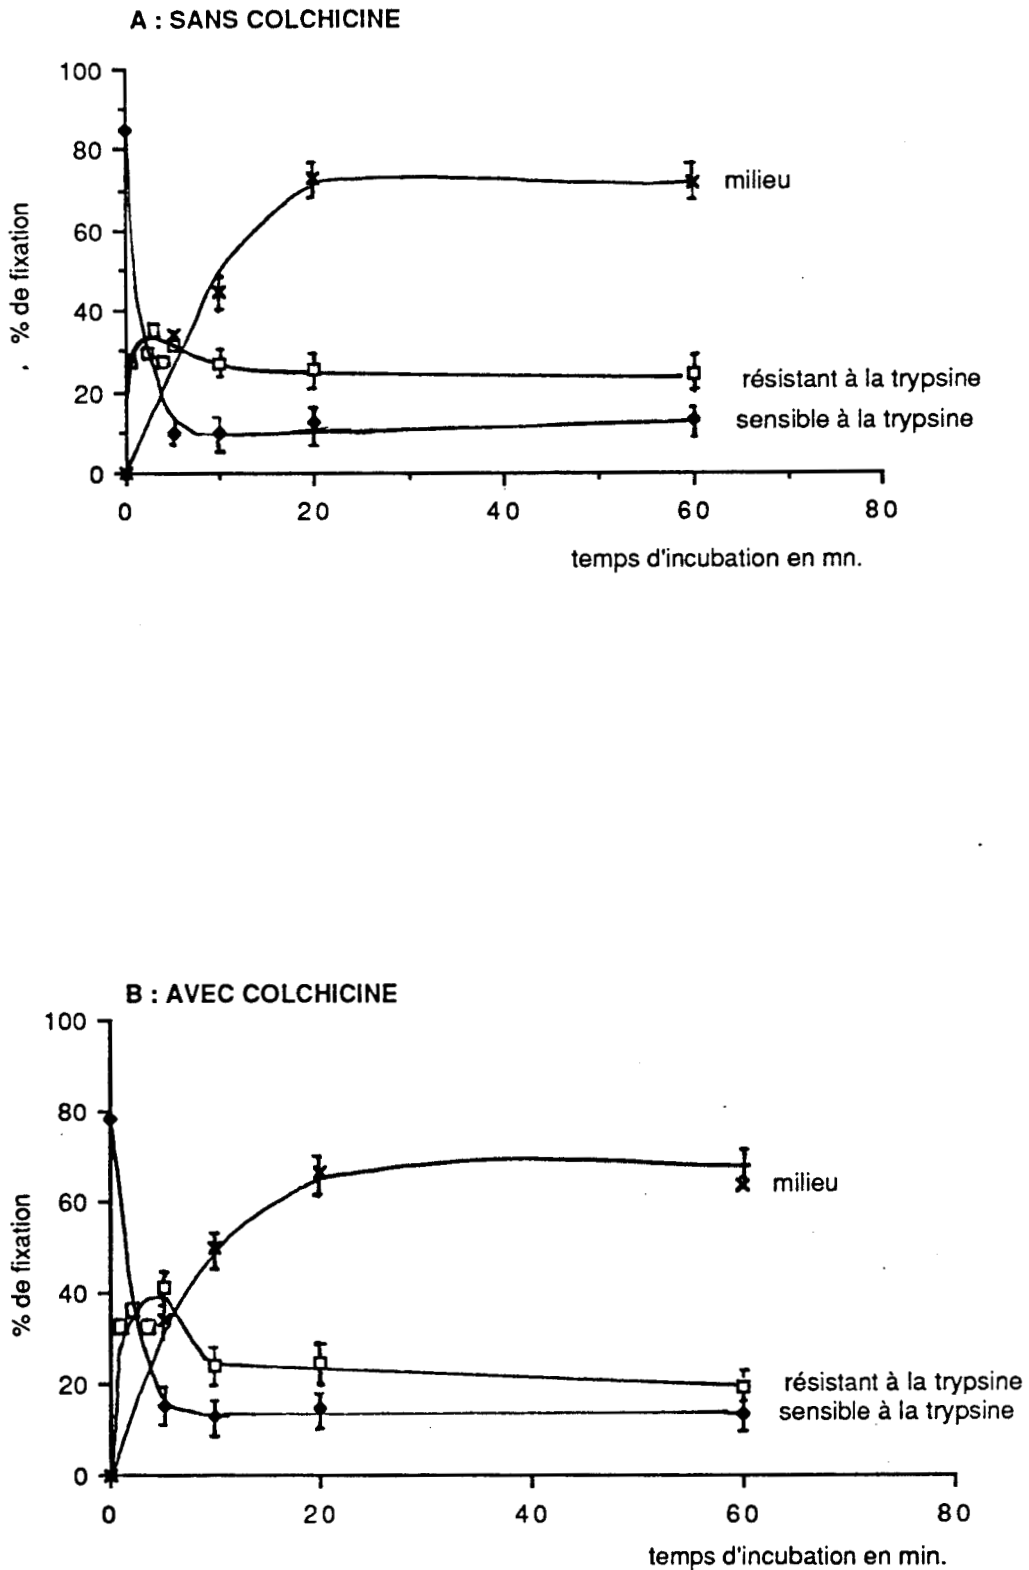 A : SANS COLCHICINE
100
80
60
40
20
0
% de fixation
milieu
résistant à la trypsine
sensible à la trypsine
0 20 40 60 80
temps d'incubation en mn.
B : AVEC COLCHICINE
100
80
60
40
20
0
% de fixation
milieu
résistant à la trypsine
sensible à la trypsine
0 20 40 60 80
temps d'incubation en min.